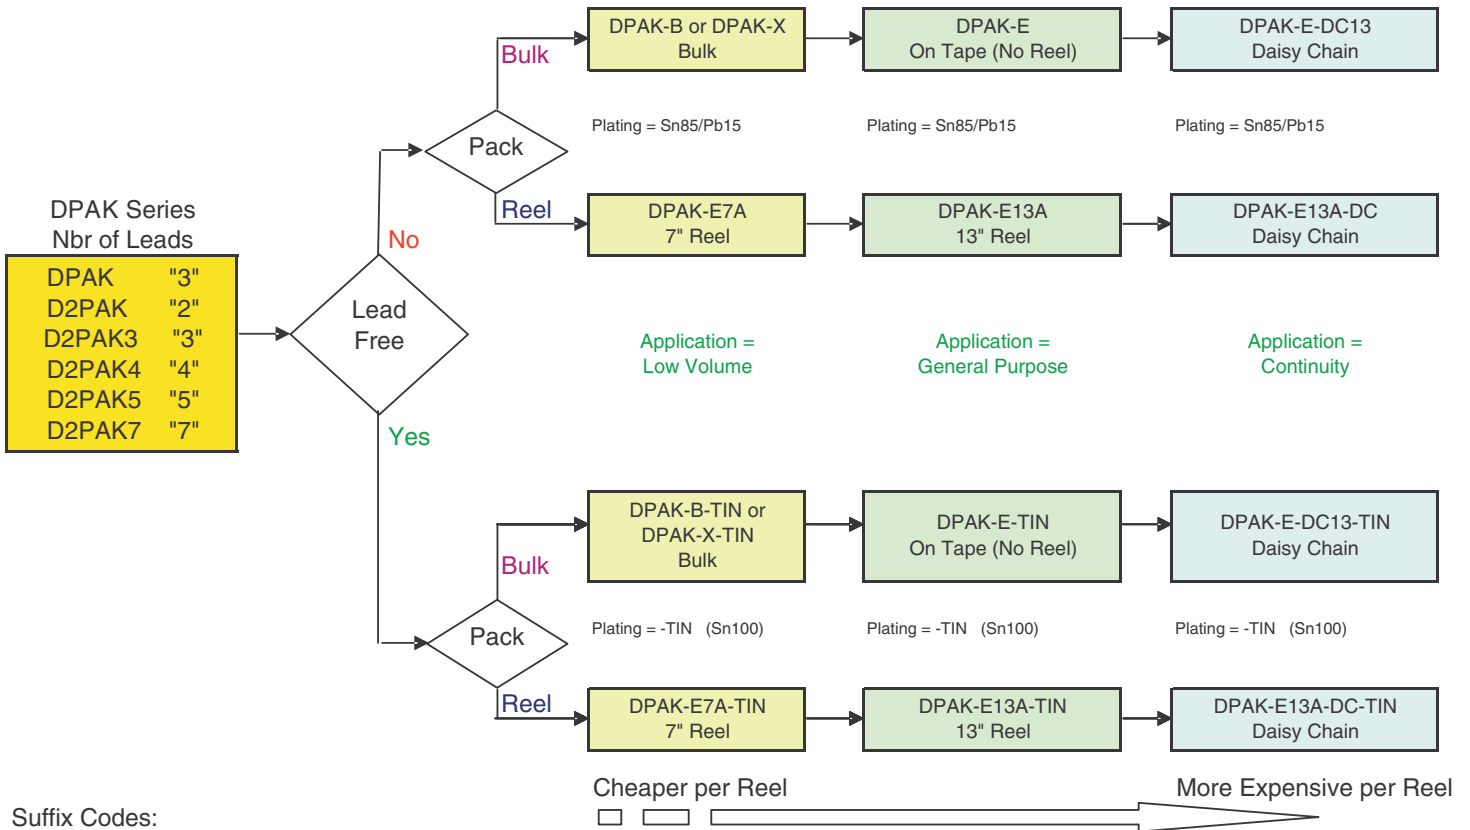 DPAK-B or DPAK-X
Bulk
DPAK-E
On Tape (No Reel)
DPAK-E-DC13
Daisy Chain
Bulk
Plating = Sn85/Pb15
Plating = Sn85/Pb15
Plating = Sn85/Pb15
Pack
Reel
DPAK-E7A
7" Reel
DPAK-E13A
13" Reel
DPAK-E13A-DC
Daisy Chain
DPAK Series
Nbr of Leads
No
DPAK "3"
D2PAK "2"
D2PAK3 "3"
D2PAK4 "4"
D2PAK5 "5"
D2PAK7 "7"
Lead
Free
Application =
Low Volume
Application =
General Purpose
Application =
Continuity
Yes
DPAK-B-TIN or
DPAK-X-TIN
Bulk
DPAK-E-TIN
On Tape (No Reel)
DPAK-E-DC13-TIN
Daisy Chain
Bulk
Plating = -TIN (Sn100)
Plating = -TIN (Sn100)
Plating = -TIN (Sn100)
Pack
Reel
DPAK-E7A-TIN
7" Reel
DPAK-E13A-TIN
13" Reel
DPAK-E13A-DC-TIN
Daisy Chain
Cheaper per Reel
More Expensive per Reel
Suffix Codes: